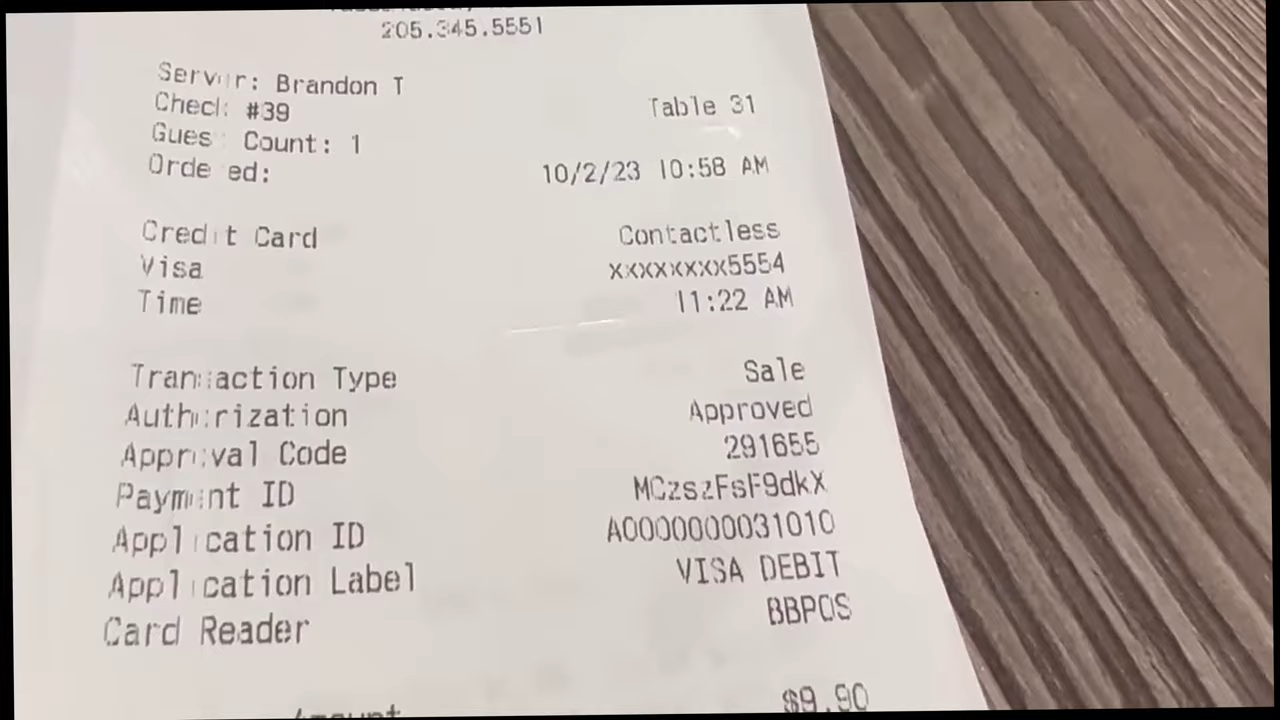 205.345.5551
Server: Brandon T
Check #39
Table 31
Guest Count: 1
Ordered:
10/2/23 10:58 AM
Credit Card
Contactless
Visa
xxxxxxxx5554
Time
11:22 AM
Transaction Type
Sale
Authorization
Approved
Approval Code
291655
Payment ID
MCzszFsF9dkX
Application ID
A0000000031010
Application Label
VISA DEBIT
Card Reader
BBPOS
Amount
$9.90